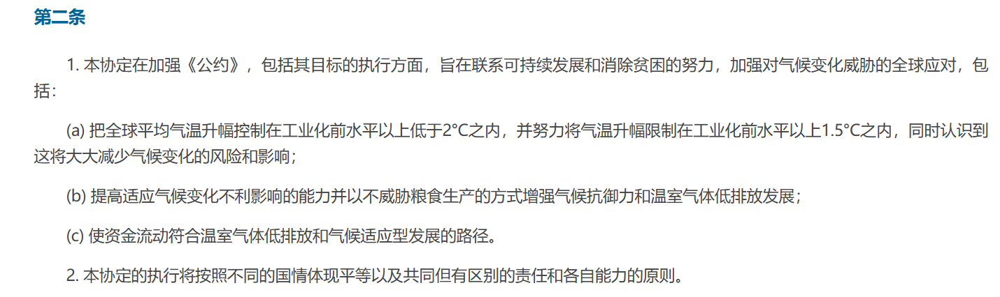 第二条
1. 本协定在加强《公约》，包括其目标的执行方面，旨在联系可持续发展和消除贫困的努力，加强对气候变化威胁的全球应对，包
括：
(a) 把全球平均气温升幅控制在工业化前水平以上低于2°C之内，并努力将气温升幅限制在工业化前水平以上1.5°C之内，同时认识到
这将大大减少气候变化的风险和影响；
(b) 提高适应气候变化不利影响的能力并以不威胁粮食生产的方式增强气候抗御力和温室气体低排放发展；
(c) 使资金流动符合温室气体低排放和气候适应型发展的路径。
2. 本协定的执行将按照不同的国情体现平等以及共同但有区别的责任和各自能力的原则。